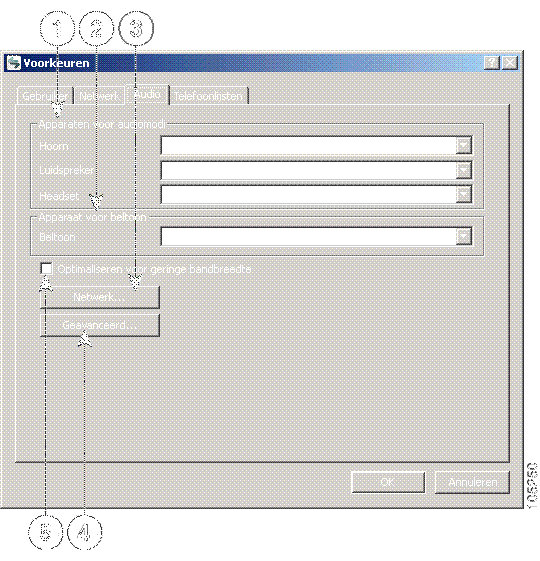 1 2 3
Voorkeuren
Gebruiker Netwerk Audio Telefoonlijsten
Apparaten voor audiomodi
Hoorn
Luidspreker
Headset
Apparaat voor beltoon
Beltoon
Optimaliseren voor geringe bandbreedte
Netwerk...
Geavanceerd...
OK Annuleren
105250
5 4